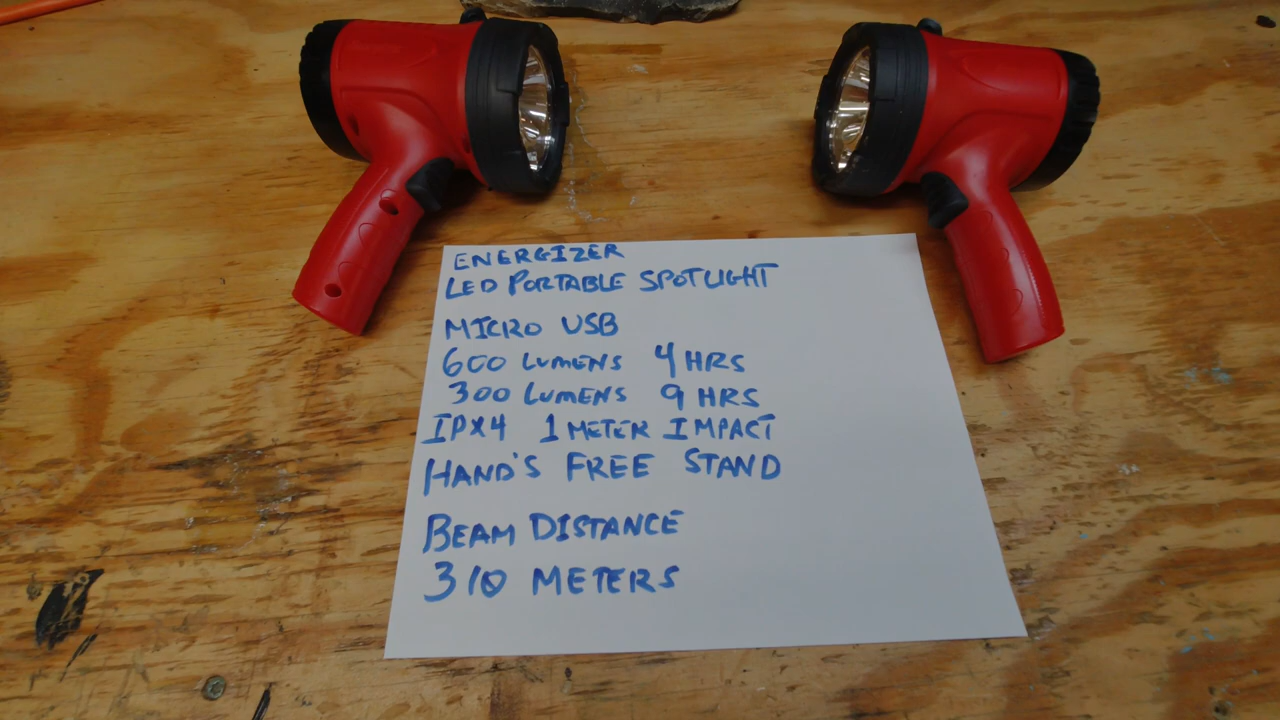 ENERGIZER
LED PORTABLE SPOTLIGHT
MICRO USB
600 LUMENS 4 HRS
300 LUMENS 9 HRS
IPX4 1 METER IMPACT
HAND'S FREE STAND
BEAM DISTANCE
310 METERS